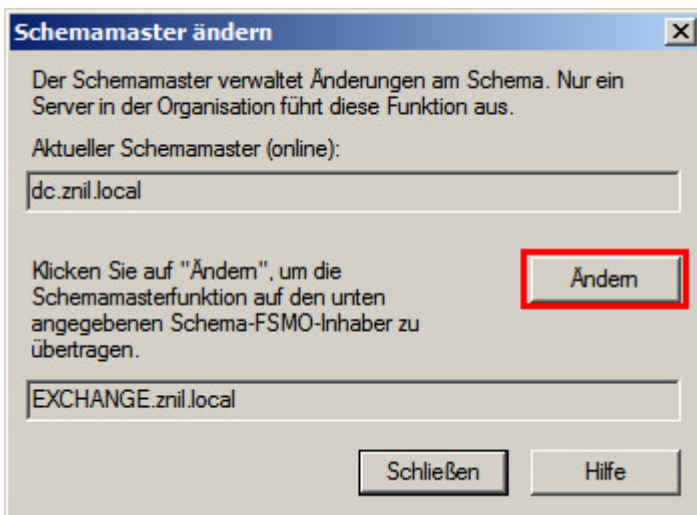 Schemamaster ändern
Der Schemamaster verwaltet Änderungen am Schema. Nur ein
Server in der Organisation führt diese Funktion aus.
Aktueller Schemamaster (online):
dc.znil.local
Klicken Sie auf "Ändern", um die
Schemamasterfunktion auf den unten
angegebenen Schema-FSMO-Inhaber zu
übertragen.
Ändern
EXCHANGE.znil.local
Schließen
Hilfe